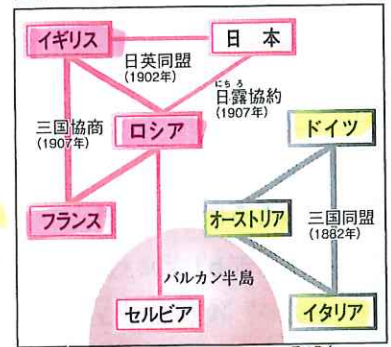 イギリス
日本
日英同盟
(1902年)
にちろ
日露協約
(1907年)
三国協商
(1907年)
ロシア
ドイツ
フランス
オーストリア
三国同盟
(1882年)
バルカン半島
セルビア
イタリア